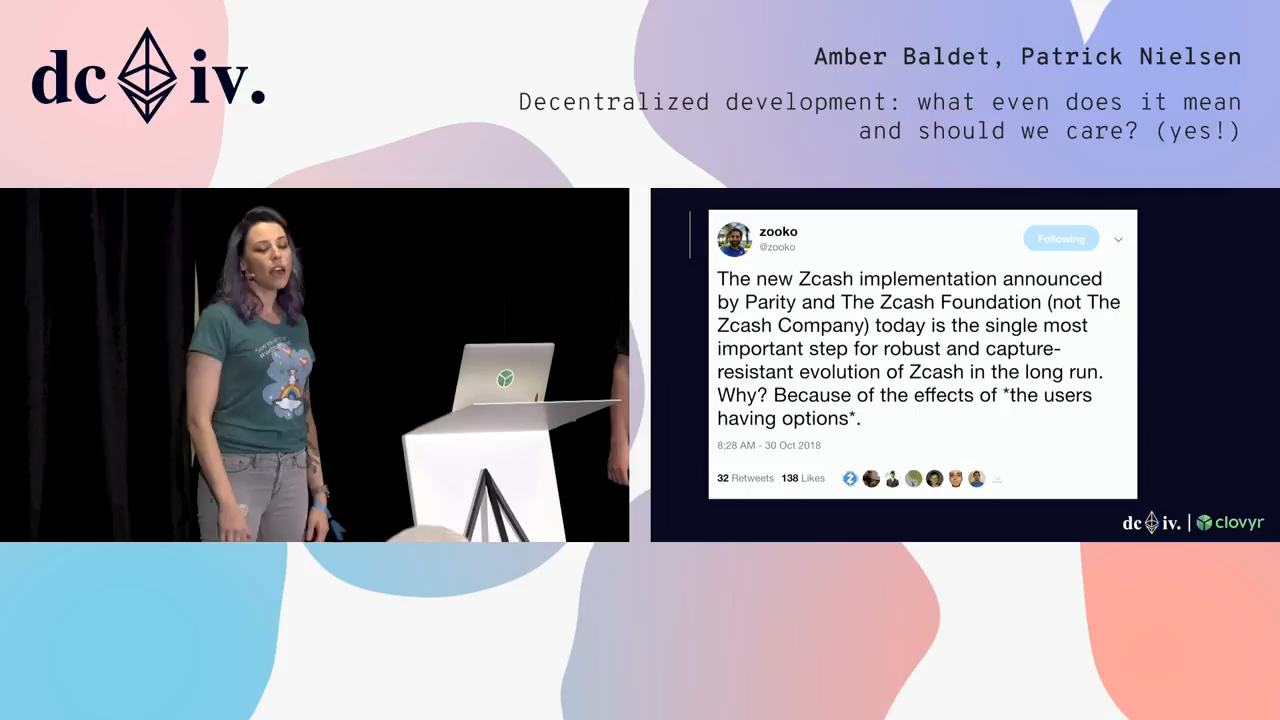 dc iv.
Amber Baldet, Patrick Nielsen
Decentralized development: what even does it mean
and should we care? (yes!)
zooko
@zooko
Following
The new Zcash implementation announced
by Parity and The Zcash Foundation (not The
Zcash Company) today is the single most
important step for robust and capture-
resistant evolution of Zcash in the long run.
Why? Because of the effects of *the users
having options*.
8:28 AM - 30 Oct 2018
32 Retweets 138 Likes
dc iv. | clovyr